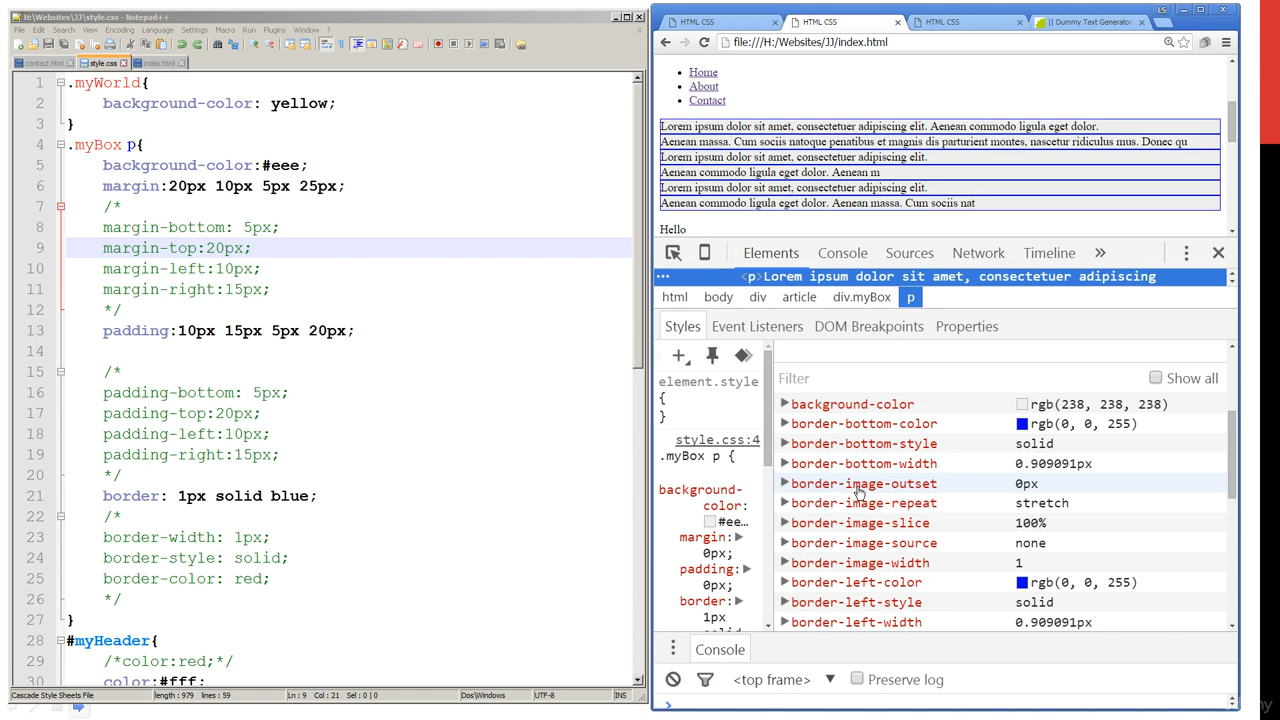 H:\Websites\JJ\style.css - Notepad++
File Edit Search View Encoding Language Settings Macro Run Plugins Window ?
contact.html style.css index.html
1 .myWorld{
2 background-color: yellow;
3 }
4 .myBox p{
5 background-color:#eee;
6 margin:20px 10px 5px 25px;
7 /*
8 margin-bottom: 5px;
9 margin-top:20px;
10 margin-left:10px;
11 margin-right:15px;
12 */
13 padding:10px 15px 5px 20px;
14
15 /*
16 padding-bottom: 5px;
17 padding-top:20px;
18 padding-left:10px;
19 padding-right:15px;
20 */
21 border: 1px solid blue;
22 /*
23 border-width: 1px;
24 border-style: solid;
25 border-color: red;
26 */
27 }
28 #myHeader{
29 /*color:red;*/
color:#fff;
Cascade Style Sheets File length : 979 lines : 59 Ln : 9 Col : 21 Sel : 0 | 0 Dos\Windows UTF-8 INS
HTML CSS HTML CSS HTML CSS || Dummy Text Generator LS
file:///H:/Websites/JJ/index.html
Home
About
Contact
Lorem ipsum dolor sit amet, consectetuer adipiscing elit. Aenean commodo ligula eget dolor.
Aenean massa. Cum sociis natoque penatibus et magnis dis parturient montes, nascetur ridiculus mus. Donec qu
Lorem ipsum dolor sit amet, consectetuer adipiscing elit.
Aenean commodo ligula eget dolor. Aenean m
Lorem ipsum dolor sit amet, consectetuer adipiscing elit.
Aenean commodo ligula eget dolor. Aenean massa. Cum sociis nat
Hello
Elements Console Sources Network Timeline »
<p>Lorem ipsum dolor sit amet, consectetuer adipiscing
html body div article div.myBox p
Styles Event Listeners DOM Breakpoints Properties
element.style
{
}
style.css:4
.myBox p {
background-
color:
#ee…
margin:
0px;
padding:
0px;
border:
1px
Filter Show all
background-color rgb(238, 238, 238)
border-bottom-color rgb(0, 0, 255)
border-bottom-style solid
border-bottom-width 0.909091px
border-image-outset 0px
border-image-repeat stretch
border-image-slice 100%
border-image-source none
border-image-width 1
border-left-color rgb(0, 0, 255)
border-left-style solid
border-left-width 0.909091px
Console
<top frame> ▼ Preserve log